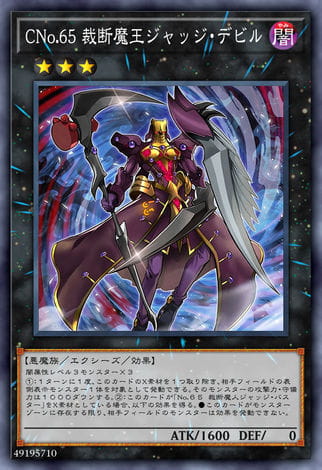 CNo.65 裁断魔王ジャッジ・デビル
やみ
闇
【悪魔族/エクシーズ/効果】
闇属性レベル3モンスター×3
①:1ターンに1度、このカードのX素材を1つ取り除き、相手フィールドの表
側表示モンスター1体を対象として発動できる。そのモンスターの攻撃力・守備
力は1000ダウンする。②:このカードが「No.65 裁断魔人ジャッジ・バス
ター」をX素材としている場合、以下の効果を得る。●このカードがモンスター
ゾーンに存在する限り、相手フィールドのモンスターは効果を発動できない。
ATK/1600 DEF/ 0
49195710